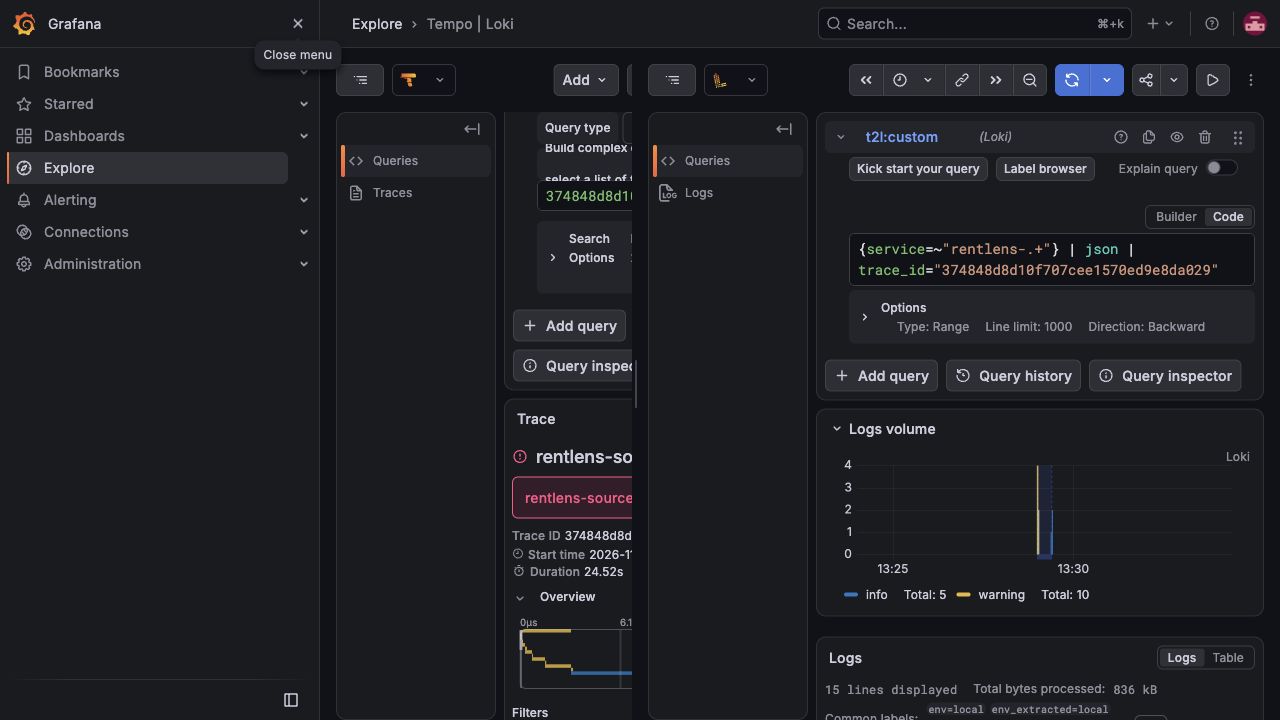 Grafana
Explore › Tempo | Loki
Search...
⌘+k
Close menu
Bookmarks
Starred
Dashboards
Explore
Alerting
Connections
Administration
Add
Queries
Traces
Query type
Build complex
select a list of
374848d8d1
Search
Options
Add query
Query inspec
Trace
rentlens-so
rentlens-source
Trace ID 374848d8d
Start time 2026-11
Duration 24.52s
Overview
0μs 6.1
Filters
Queries
Logs
t2l:custom (Loki)
Kick start your query
Label browser
Explain query
Builder
Code
{service=~"rentlens-.+"} | json |
trace_id="374848d8d10f707cee1570ed9e8da029"
Options
Type: Range Line limit: 1000 Direction: Backward
Add query
Query history
Query inspector
Logs volume
Loki
4
3
2
1
0
13:25 13:30
info Total: 5 warning Total: 10
Logs
Logs
Table
15 lines displayed Total bytes processed: 836 kB
Common labels: env=local env_extracted=local